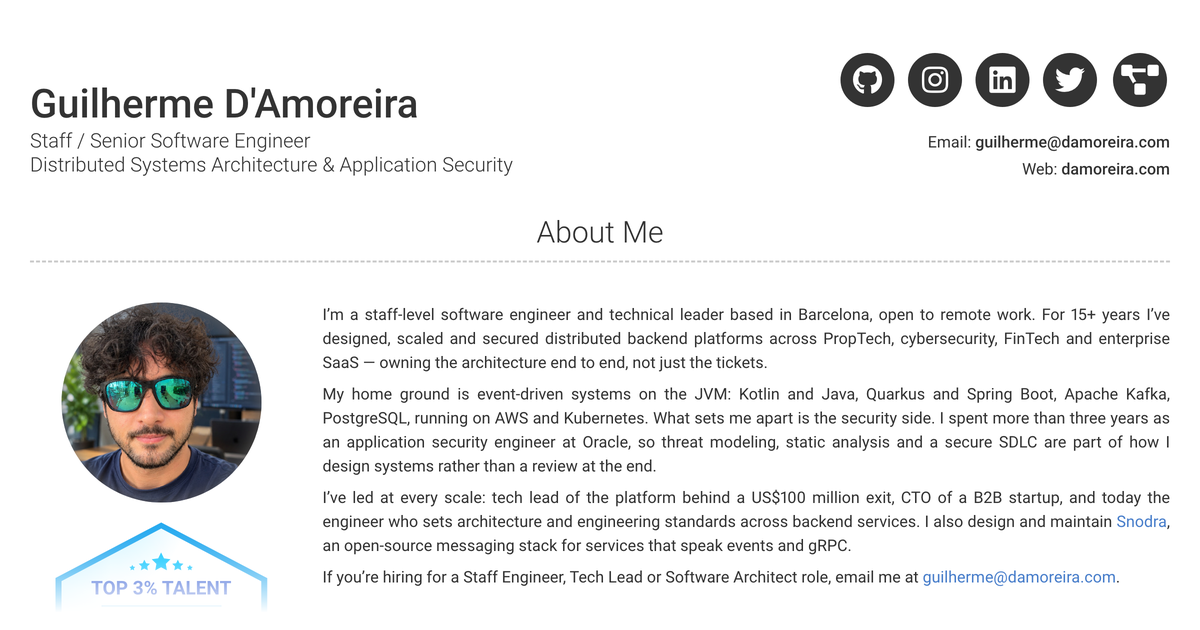 Guilherme D'Amoreira
Staff / Senior Software Engineer
Distributed Systems Architecture & Application Security
Email: guilherme@damoreira.com
Web: damoreira.com
About Me
I’m a staff-level software engineer and technical leader based in Barcelona, open to remote work. For 15+ years I’ve
designed, scaled and secured distributed backend platforms across PropTech, cybersecurity, FinTech and enterprise
SaaS — owning the architecture end to end, not just the tickets.
My home ground is event-driven systems on the JVM: Kotlin and Java, Quarkus and Spring Boot, Apache Kafka,
PostgreSQL, running on AWS and Kubernetes. What sets me apart is the security side. I spent more than three years as
an application security engineer at Oracle, so threat modeling, static analysis and a secure SDLC are part of how I
design systems rather than a review at the end.
I’ve led at every scale: tech lead of the platform behind a US$100 million exit, CTO of a B2B startup, and today the
engineer who sets architecture and engineering standards across backend services. I also design and maintain Snodra,
an open-source messaging stack for services that speak events and gRPC.
If you’re hiring for a Staff Engineer, Tech Lead or Software Architect role, email me at guilherme@damoreira.com.
TOP 3% TALENT